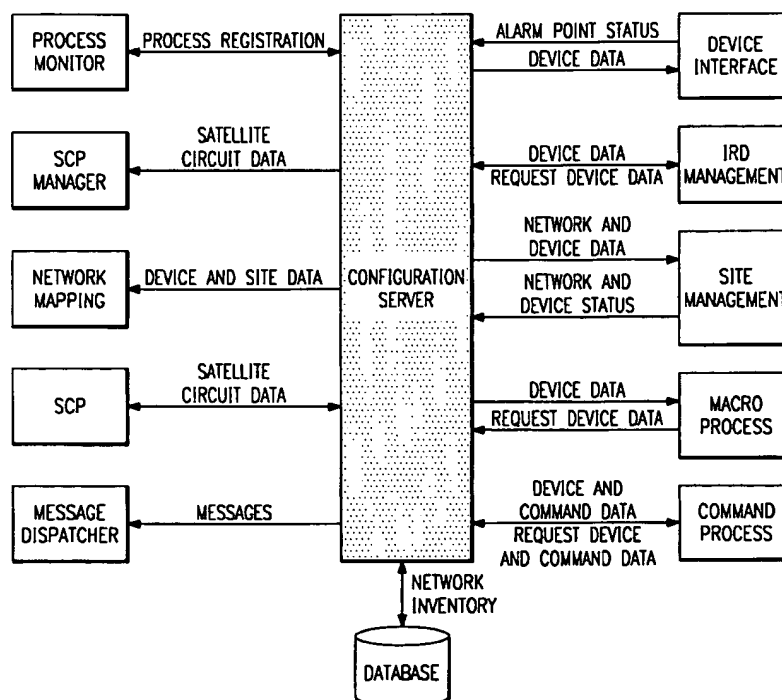 PROCESS
MONITOR
PROCESS REGISTRATION
SCP
MANAGER
SATELLITE
CIRCUIT DATA
NETWORK
MAPPING
DEVICE AND SITE DATA
SCP
SATELLITE
CIRCUIT DATA
MESSAGE
DISPATCHER
MESSAGES
CONFIGURATION
SERVER
ALARM POINT STATUS
DEVICE DATA
DEVICE
INTERFACE
DEVICE DATA
REQUEST DEVICE DATA
IRD
MANAGEMENT
NETWORK AND
DEVICE DATA
NETWORK AND
DEVICE STATUS
SITE
MANAGEMENT
DEVICE DATA
REQUEST DEVICE DATA
MACRO
PROCESS
DEVICE AND
COMMAND DATA
REQUEST DEVICE
AND COMMAND DATA
COMMAND
PROCESS
NETWORK
INVENTORY
DATABASE